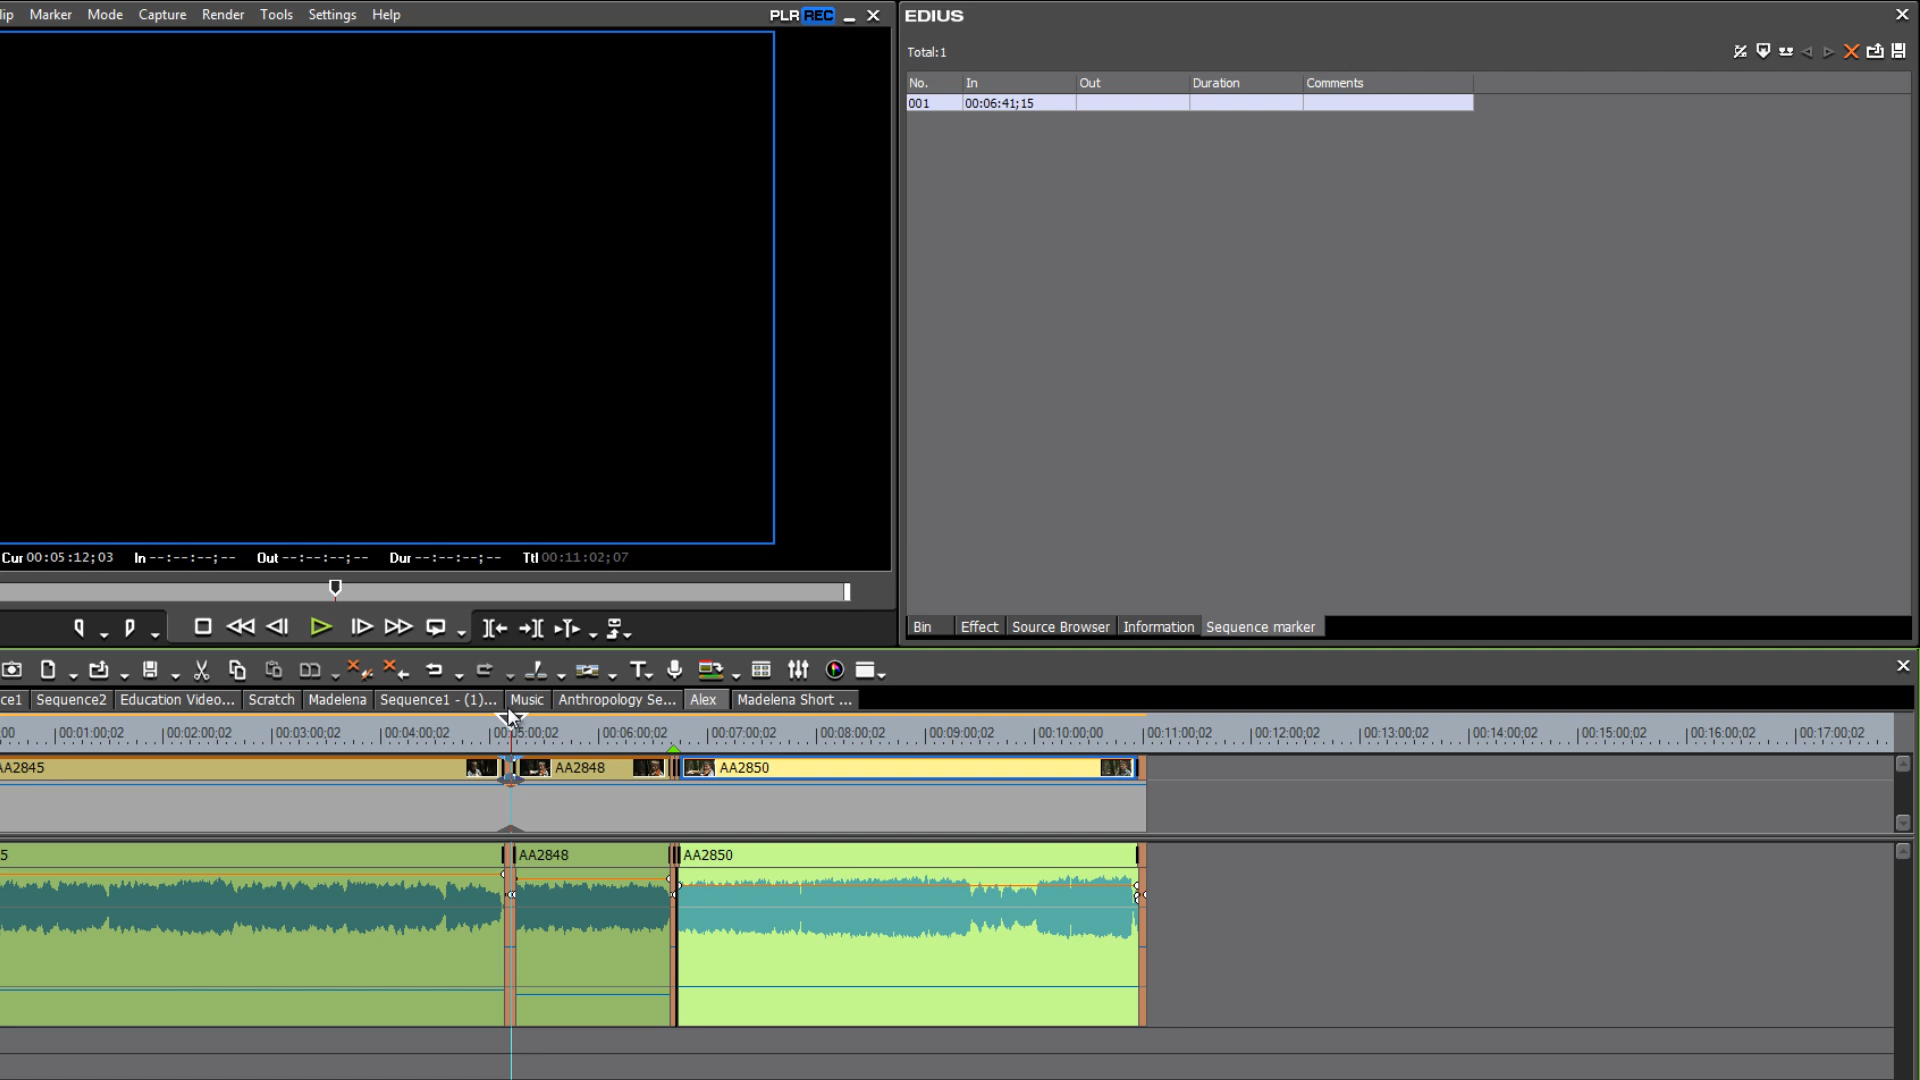 lip Marker Mode Capture Render Tools Settings Help PLR REC
EDIUS
Total:1
No. In Out Duration Comments
001 00:06:41;15
Cur 00:05:12;03 In --:--:--;-- Out --:--:--;-- Dur --:--:--;-- Ttl 00:11:02;07
Bin Effect Source Browser Information Sequence marker
ce1 Sequence2 Education Video... Scratch Madelena Sequence1 - (1)... Music Anthropology Se... Alex Madelena Short ...
00 00:01:00;02 00:02:00;02 00:03:00;02 00:04:00;02 00:05:00;02 00:06:00;02 00:07:00;02 00:08:00;02 00:09:00;02 00:10:00;00 00:11:00;02 00:12:00;02 00:13:00;02 00:14:00;02 00:15:00;02 00:16:00;02 00:17:00;02
AA2845 AA2848 AA2850
5 AA2848 AA2850